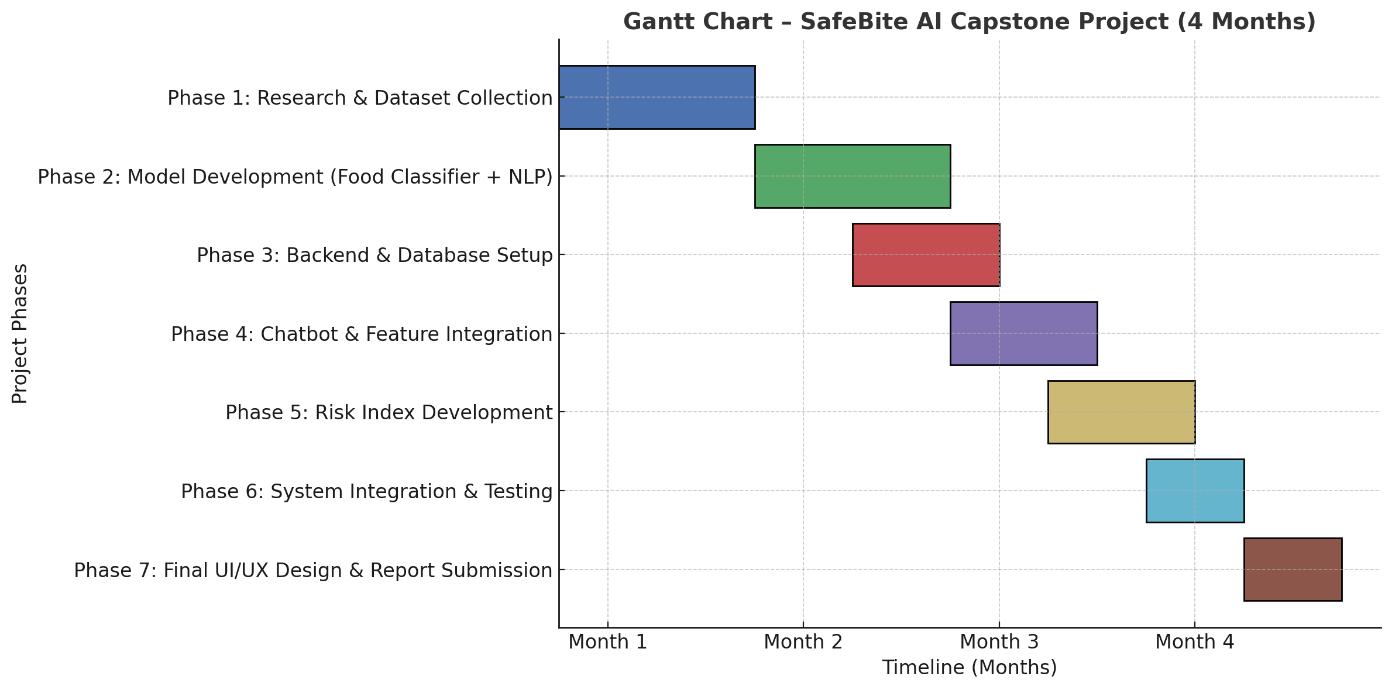 Gantt Chart – SafeBite AI Capstone Project (4 Months)
Phase 1: Research & Dataset Collection
Phase 2: Model Development (Food Classifier + NLP)
Phase 3: Backend & Database Setup
Phase 4: Chatbot & Feature Integration
Phase 5: Risk Index Development
Phase 6: System Integration & Testing
Phase 7: Final UI/UX Design & Report Submission
Project Phases
Month 1 Month 2 Month 3 Month 4
Timeline (Months)